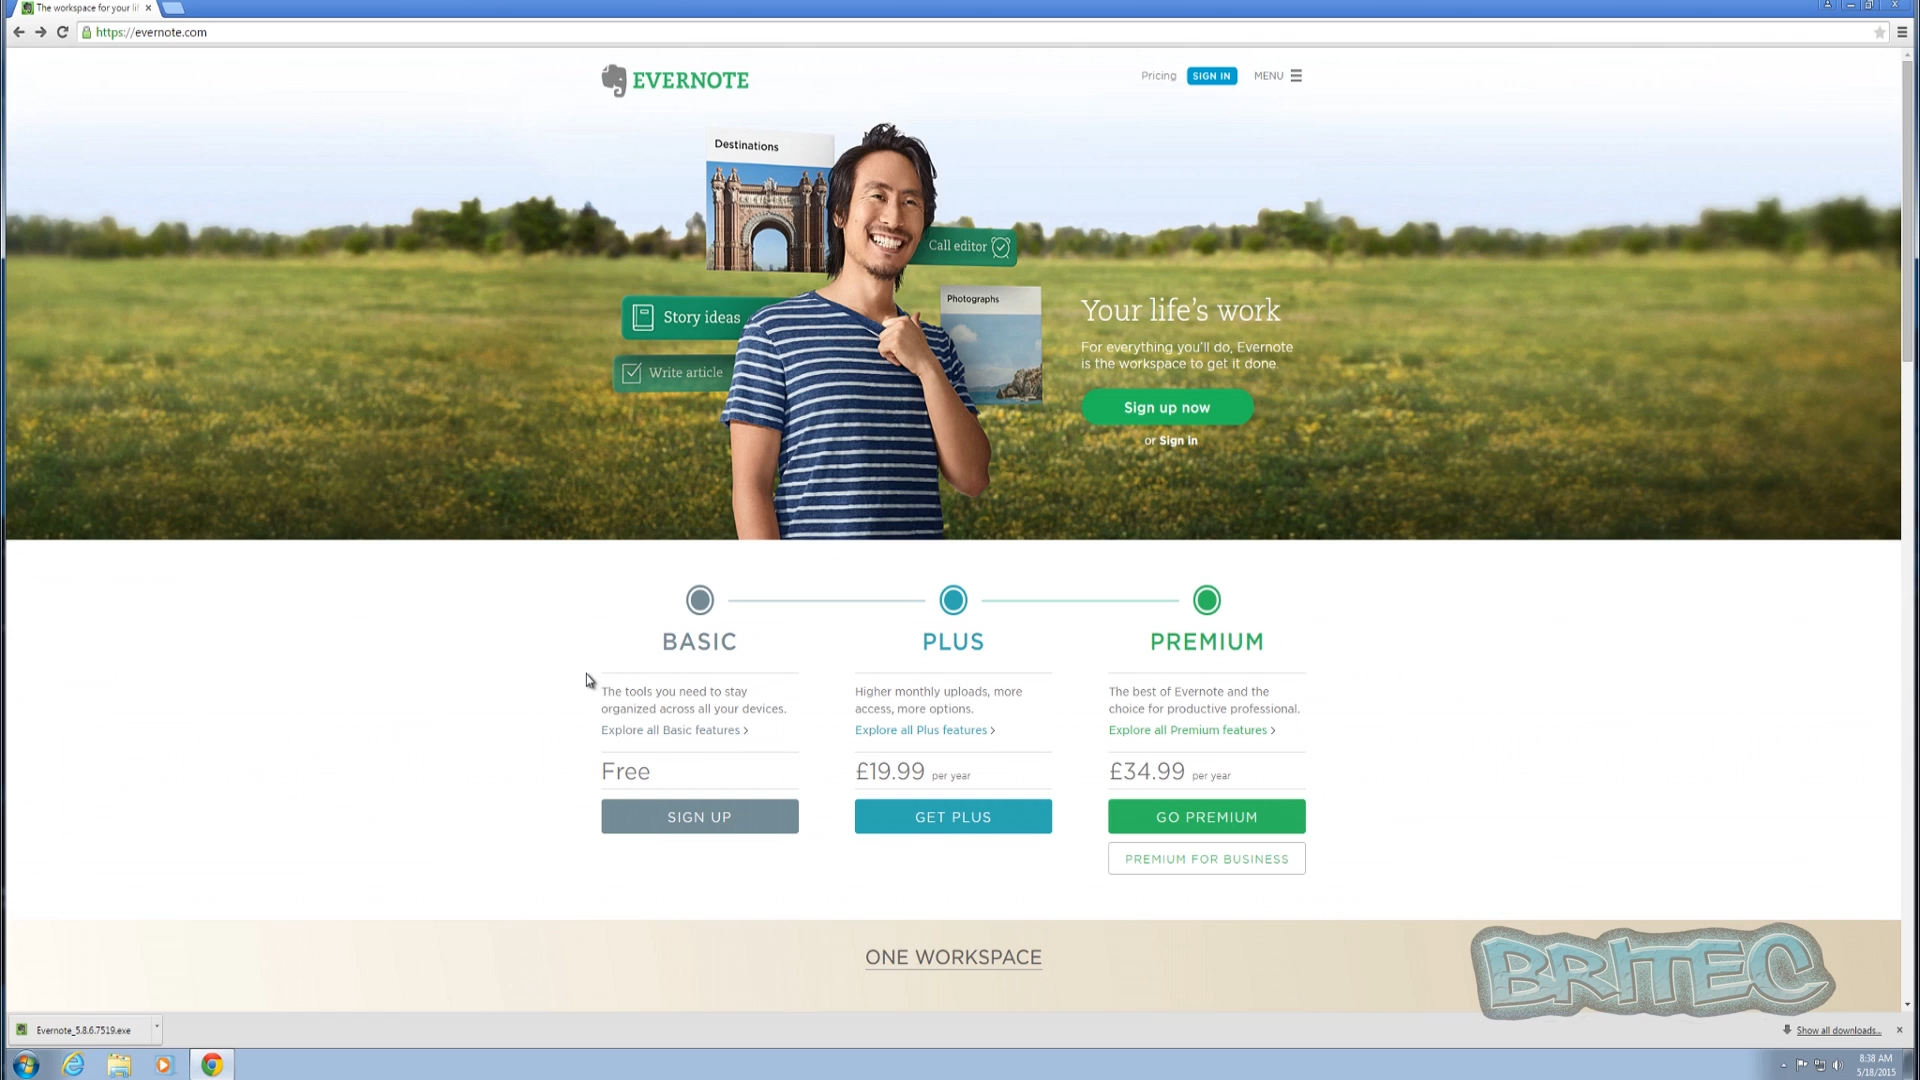 The workspace for your li
https://evernote.com
EVERNOTE
Pricing
SIGN IN
MENU
Destinations
Call editor
Story ideas
Photographs
Write article
Your life's work
For everything you'll do, Evernote
is the workspace to get it done.
Sign up now
or Sign in
BASIC
The tools you need to stay
organized across all your devices.
Explore all Basic features >
Free
SIGN UP
PLUS
Higher monthly uploads, more
access, more options.
Explore all Plus features >
£19.99 per year
GET PLUS
PREMIUM
The best of Evernote and the
choice for productive professional.
Explore all Premium features >
£34.99 per year
GO PREMIUM
PREMIUM FOR BUSINESS
ONE WORKSPACE
BRITEC
Evernote_5.8.6.7519.exe
Show all downloads...
8:38 AM
5/18/2015